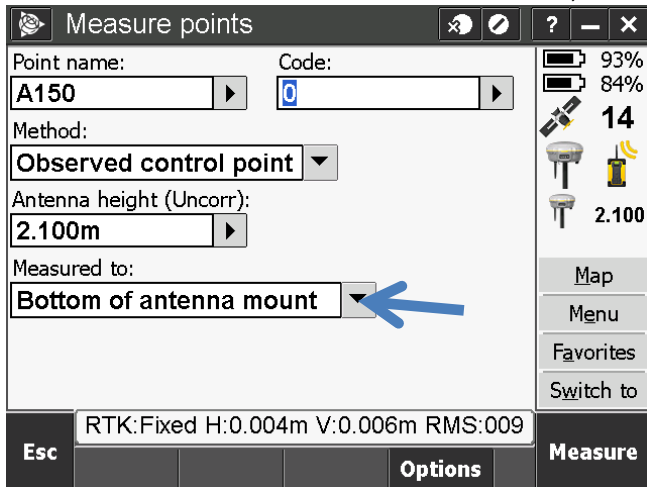 Measure points
? – ×
Point name:
Code:
A150
0
Method:
Observed control point
Antenna height (Uncorr):
2.100m
Measured to:
Bottom of antenna mount
93%
84%
14
2.100
Map
Menu
Favorites
Switch to
RTK:Fixed H:0.004m V:0.006m RMS:009
Esc
Options
Measure